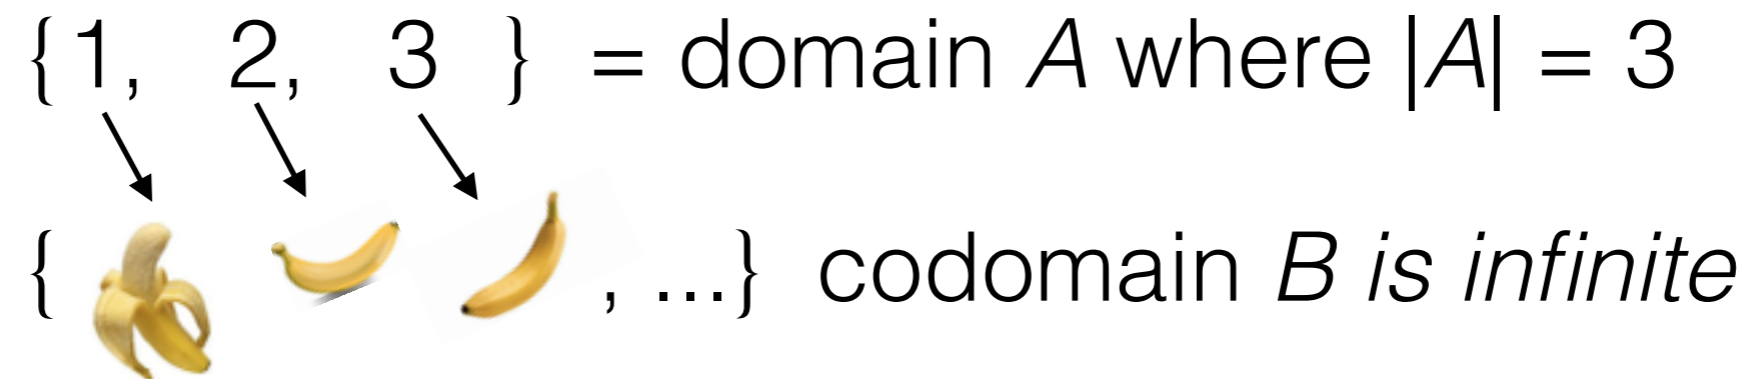 {1, 2, 3 } = domain A where |A| = 3
{ , ...} codomain B is infinite